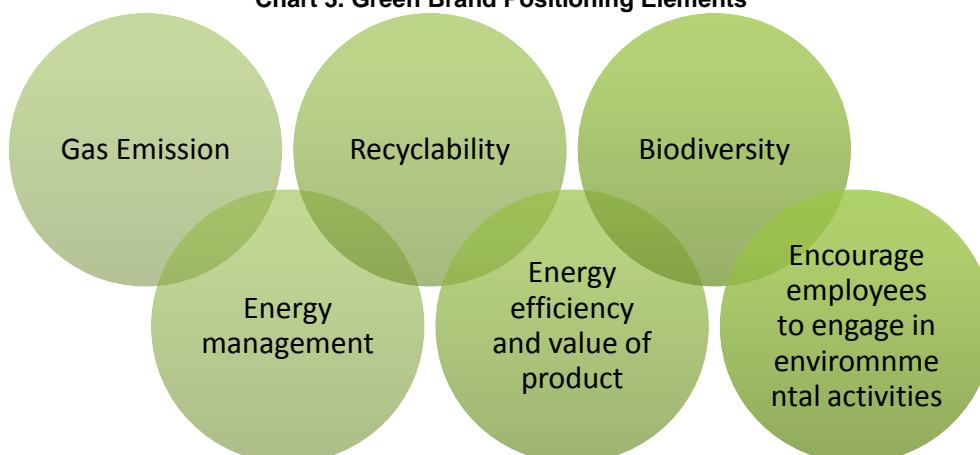 Chart 3. Green Brand Positioning Elements
Gas Emission
Recyclability
Biodiversity
Energy
management
Energy
efficiency
and value of
product
Encourage
employees
to engage in
enviromnme
ntal activities